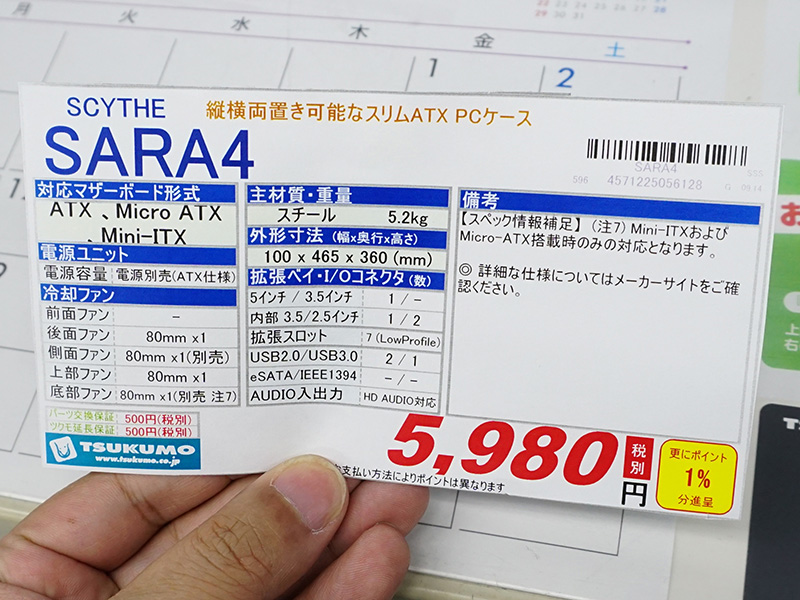 月 火 水 木 金 土
1 2
SCYTHE
縦横両置き可能なスリムATX PCケース
SARA4
SARA4 555
596 4571225056128 G - 09.14
対応マザーボード形式
ATX 、Micro ATX
、Mini-ITX
電源ユニット
電源容量 電源別売(ATX仕様)
冷却ファン
前面ファン -
後面ファン 80mm x1
側面ファン 80mm x1(別売)
上部ファン 80mm x1
底部ファン 80mm x1(別売 注7)
主材質・重量
スチール 5.2kg
外形寸法 (幅x奥行x高さ)
100 x 465 x 360 (mm)
拡張ベイ・I/Oコネクタ (数)
5インチ / 3.5インチ 1 / -
内部 3.5/2.5インチ 1 / 2
拡張スロット 7 (LowProfile)
USB2.0/USB3.0 2 / 1
eSATA/IEEE1394 - / -
AUDIO入出力 HD AUDIO対応
備考
【スペック情報補足】 (注7) Mini-ITXおよび
Micro-ATX搭載時のみの対応となります。
◎ 詳細な仕様についてはメーカーサイトをご確
認ください。
パーツ交換保証 500円(税別)
ツクモ延長保証 500円(税別)
TSUKUMO
www.tsukumo.co.jp
5,980 税別
円
更にポイント
1%
分進呈
支払い方法によりポイントは異なります